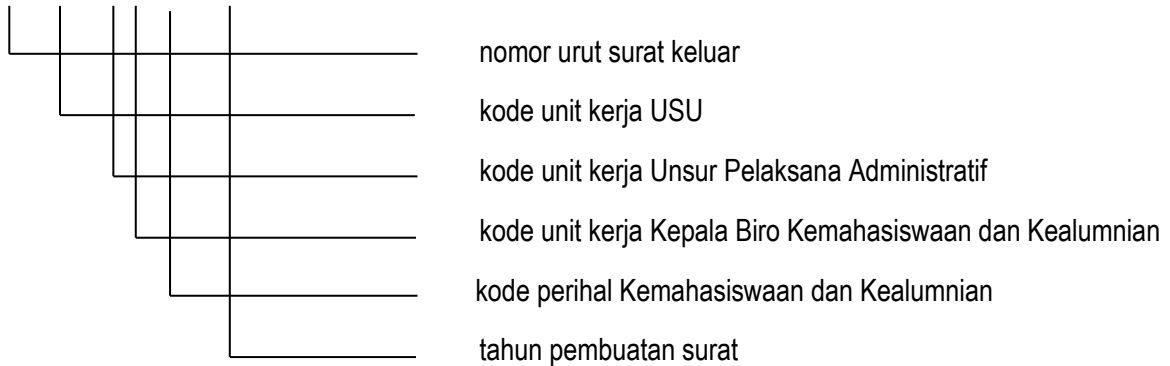 nomor urut surat keluar
kode unit kerja USU
kode unit kerja Unsur Pelaksana Administratif
kode unit kerja Kepala Biro Kemahasiswaan dan Kealumnian
kode perihal Kemahasiswaan dan Kealumnian
tahun pembuatan surat